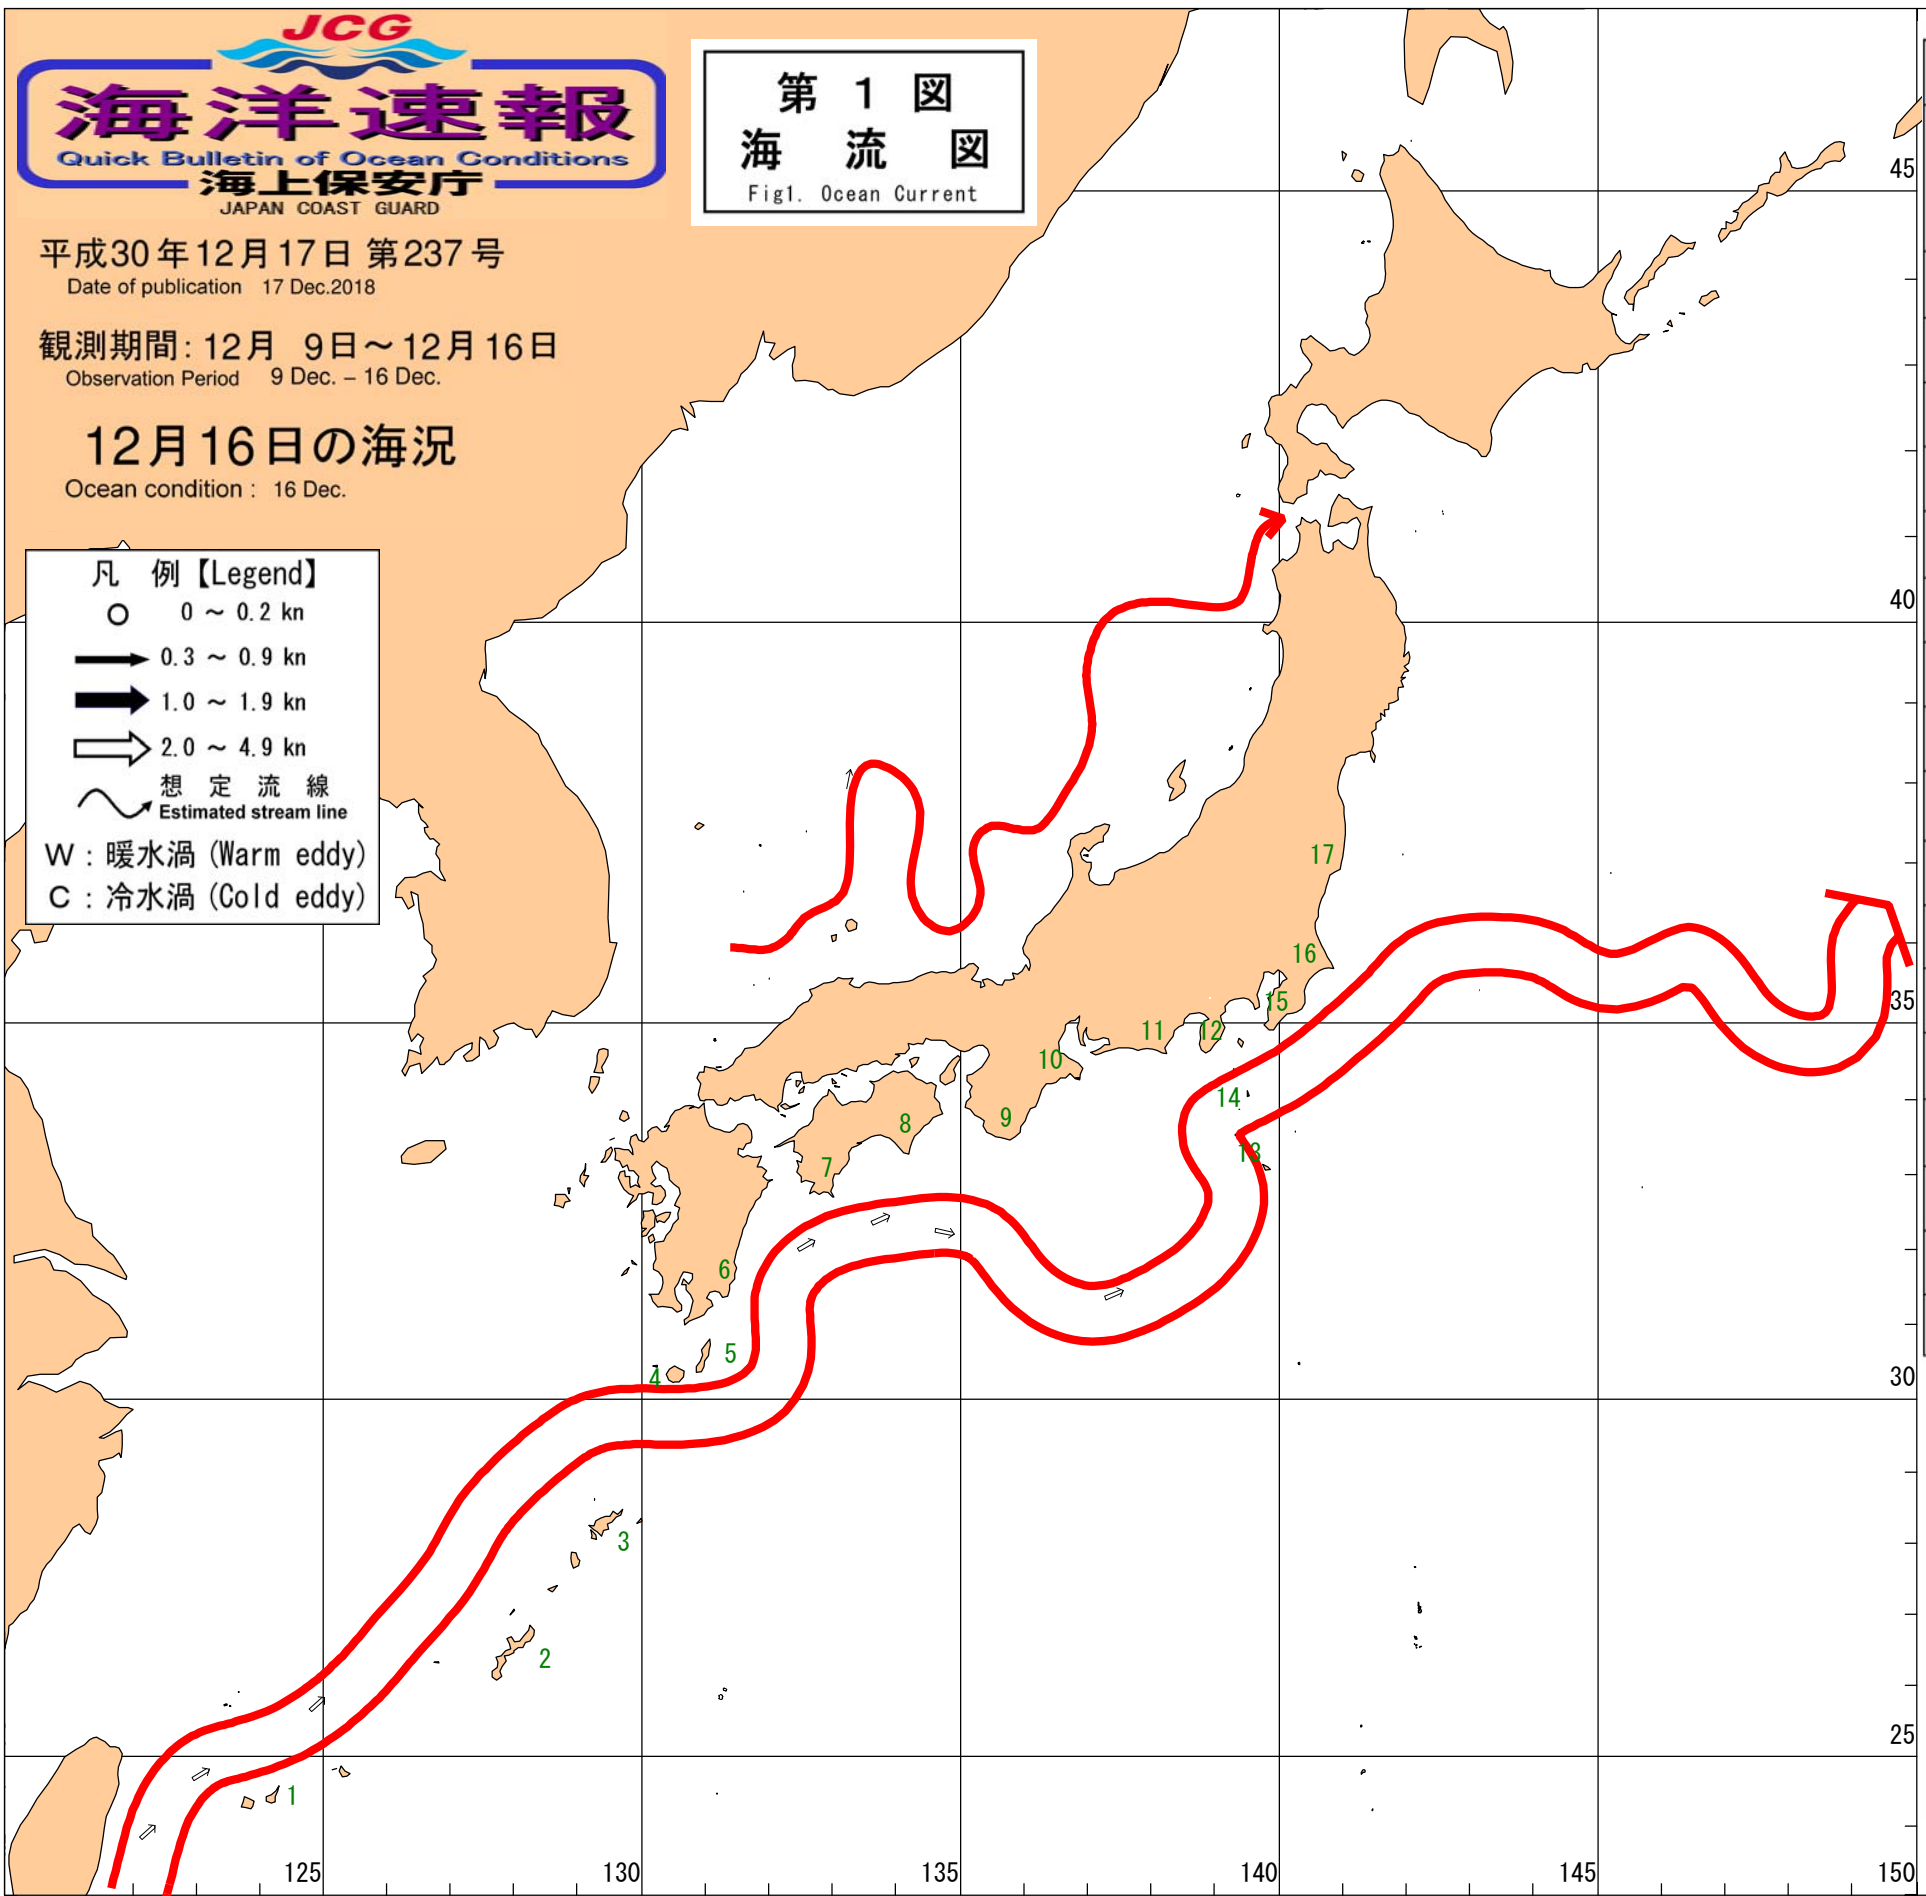 JCG
海洋速報
Quick Bulletin of Ocean Conditions
海上保安庁
JAPAN COAST GUARD
第 1 図
海 流 図
Fig1. Ocean Current
平成30年12月17日 第237号
Date of publication 17 Dec.2018
観測期間: 12月 9日～12月16日
Observation Period 9 Dec. – 16 Dec.
12月16日の海況
Ocean condition : 16 Dec.
凡 例【Legend】
0 ～ 0.2 kn
0.3 ～ 0.9 kn
1.0 ～ 1.9 kn
2.0 ～ 4.9 kn
想 定 流 線
Estimated stream line
W : 暖水渦 (Warm eddy)
C : 冷水渦 (Cold eddy)
45
40
17
16
35
15
11
12
10
14
9
8
13
7
6
5
4
30
3
2
25
1
125
130
135
140
145
150